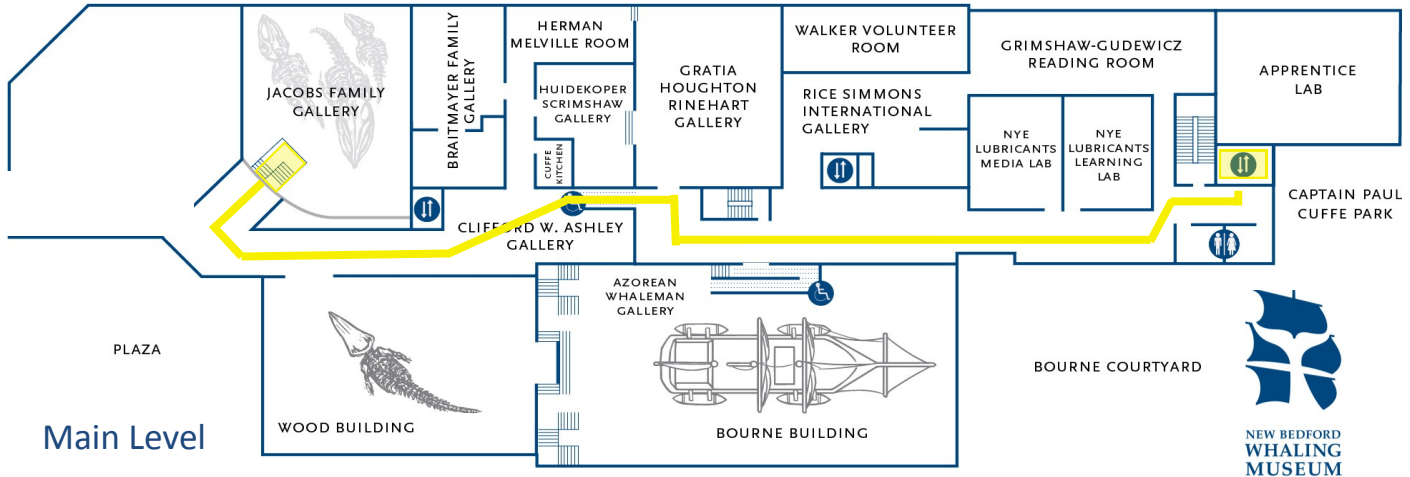 HERMAN
MELVILLE ROOM
WALKER VOLUNTEER
ROOM
GRIMSHAW-GUDEWICZ
READING ROOM
APPRENTICE
LAB
JACOBS FAMILY
GALLERY
BRAITMAYER FAMILY
GALLERY
HUIDEKOPER
SCRIMSHAW
GALLERY
GRATIA
HOUGHTON
RINEHART
GALLERY
RICE SIMMONS
INTERNATIONAL
GALLERY
NYE
LUBRICANTS
MEDIA LAB
NYE
LUBRICANTS
LEARNING
LAB
CUFFE
KITCHEN
CAPTAIN PAUL
CUFFE PARK
CLIFFORD W. ASHLEY
GALLERY
AZOREAN
WHALEMAN
GALLERY
PLAZA
BOURNE COURTYARD
WOOD BUILDING
BOURNE BUILDING
Main Level
NEW BEDFORD
WHALING
MUSEUM